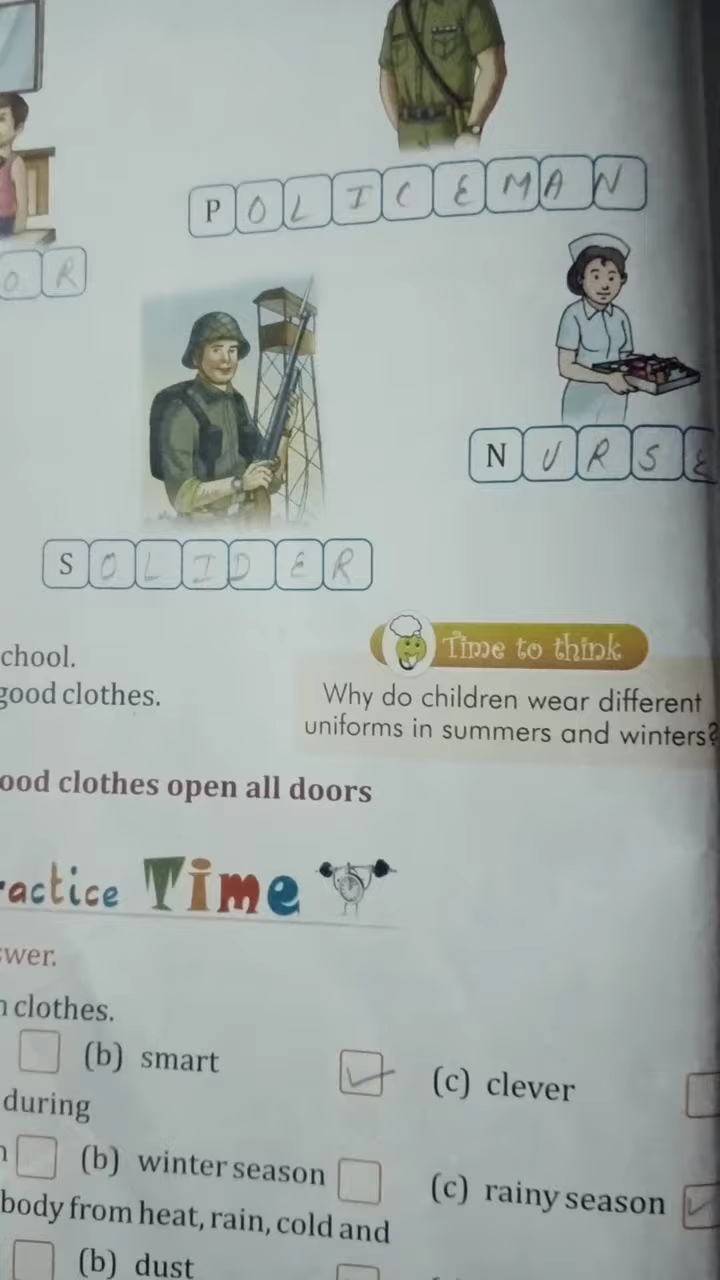 POLICEMAN
OR
NURSE
SOLIDER
chool.
good clothes.
Time to think
Why do children wear different
uniforms in summers and winters?
ood clothes open all doors
ractice Time
swer.
n clothes.
(b) smart (c) clever
during
n (b) winter season (c) rainy season
body from heat, rain, cold and
(b) dust